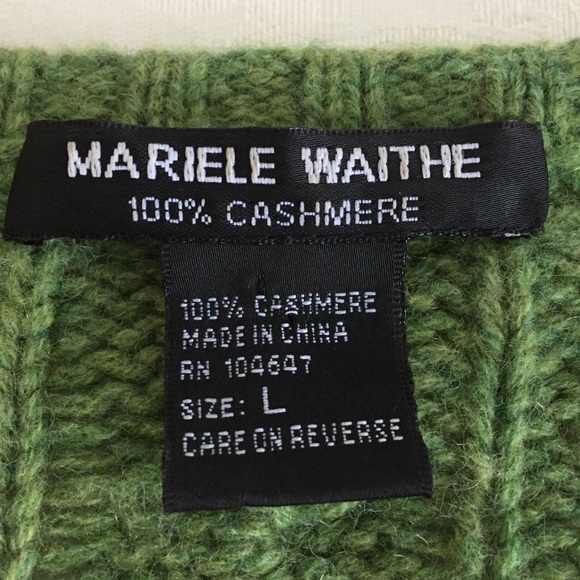 MARIELE WAITHE
100% CASHMERE
100% CASHMERE
MADE IN CHINA
RN 104647
SIZE: L
CARE ON REVERSE